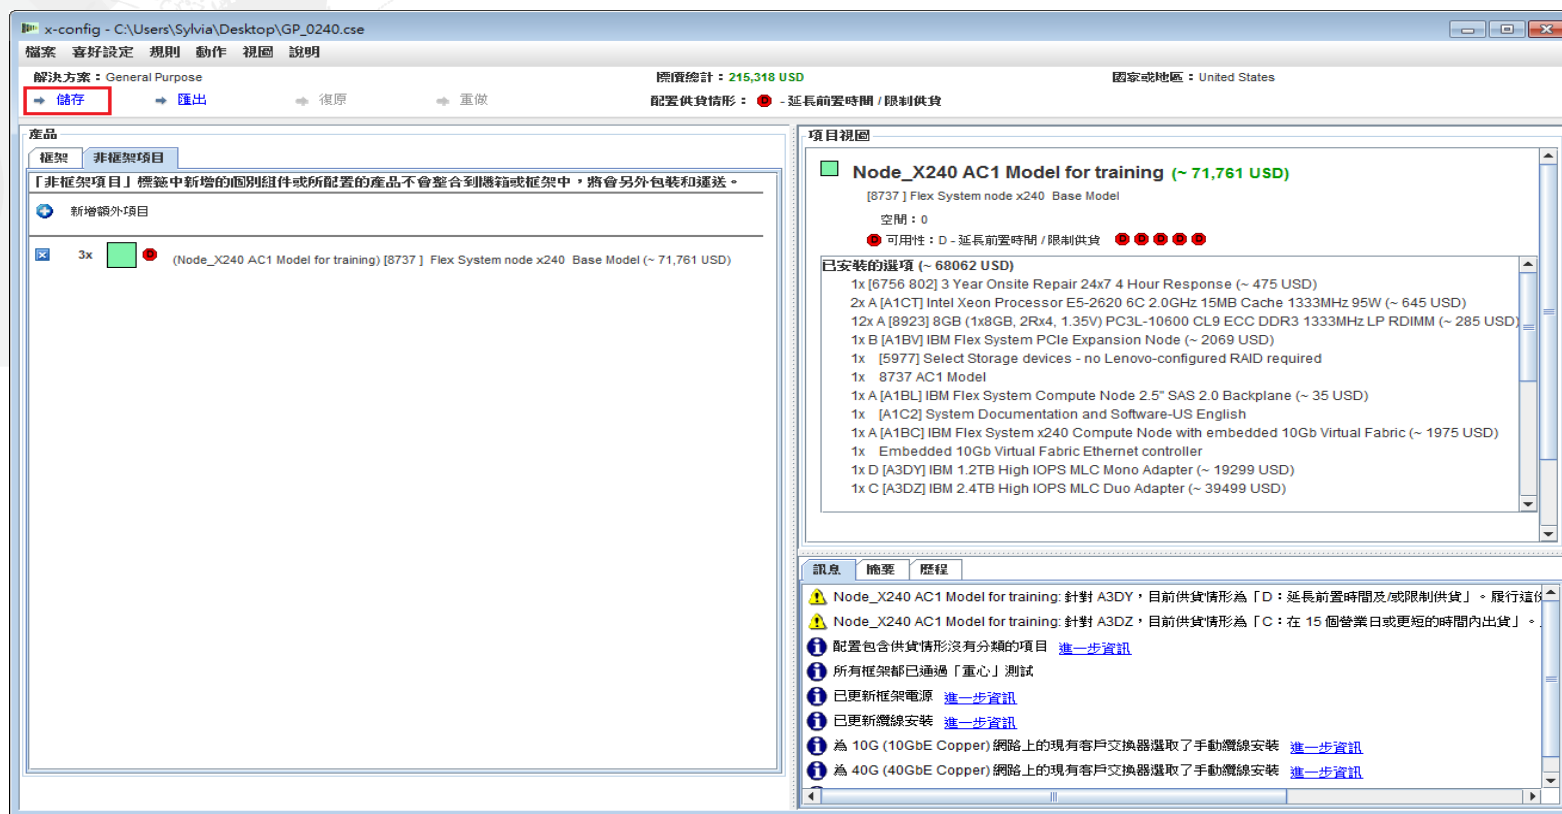 x-config - C:\Users\Sylvia\Desktop\GP_0240.cse
檔案 喜好設定 規則 動作 視圖 說明
解決方案：General Purpose 標價總計：215,318 USD 國家或地區：United States
儲存 匯出 復原 重做 配置供貨情形： D - 延長前置時間 / 限制供貨
產品
框架 非框架項目
「非框架項目」標籤中新增的個別組件或所配置的產品不會整合到機箱或框架中，將會另外包裝和運送。
新增額外項目
3x D (Node_X240 AC1 Model for training) [8737 ] Flex System node x240 Base Model (~ 71,761 USD)
項目視圖
Node_X240 AC1 Model for training (~ 71,761 USD)
[8737 ] Flex System node x240 Base Model
空間：0
D 可用性：D - 延長前置時間 / 限制供貨 D D D D D
已安裝的選項 (~ 68062 USD)
1x [6756 802] 3 Year Onsite Repair 24x7 4 Hour Response (~ 475 USD)
2x A [A1CT] Intel Xeon Processor E5-2620 6C 2.0GHz 15MB Cache 1333MHz 95W (~ 645 USD)
12x A [8923] 8GB (1x8GB, 2Rx4, 1.35V) PC3L-10600 CL9 ECC DDR3 1333MHz LP RDIMM (~ 285 USD)
1x B [A1BV] IBM Flex System PCIe Expansion Node (~ 2069 USD)
1x [5977] Select Storage devices - no Lenovo-configured RAID required
1x 8737 AC1 Model
1x A [A1BL] IBM Flex System Compute Node 2.5" SAS 2.0 Backplane (~ 35 USD)
1x [A1C2] System Documentation and Software-US English
1x A [A1BC] IBM Flex System x240 Compute Node with embedded 10Gb Virtual Fabric (~ 1975 USD)
1x Embedded 10Gb Virtual Fabric Ethernet controller
1x D [A3DY] IBM 1.2TB High IOPS MLC Mono Adapter (~ 19299 USD)
1x C [A3DZ] IBM 2.4TB High IOPS MLC Duo Adapter (~ 39499 USD)
訊息 簡要 歷程
Node_X240 AC1 Model for training: 針對 A3DY，目前供貨情形為「D：延長前置時間及/或限制供貨」。履行這
Node_X240 AC1 Model for training: 針對 A3DZ，目前供貨情形為「C：在 15 個營業日或更短的時間內出貨」。
配置包含供貨情形沒有分類的項目 進一步資訊
所有框架都已通過「重心」測試
已更新框架電源 進一步資訊
已更新纜線安裝 進一步資訊
為 10G (10GbE Copper) 網路上的現有客戶交換器選取了手動纜線安裝 進一步資訊
為 40G (40GbE Copper) 網路上的現有客戶交換器選取了手動纜線安裝 進一步資訊